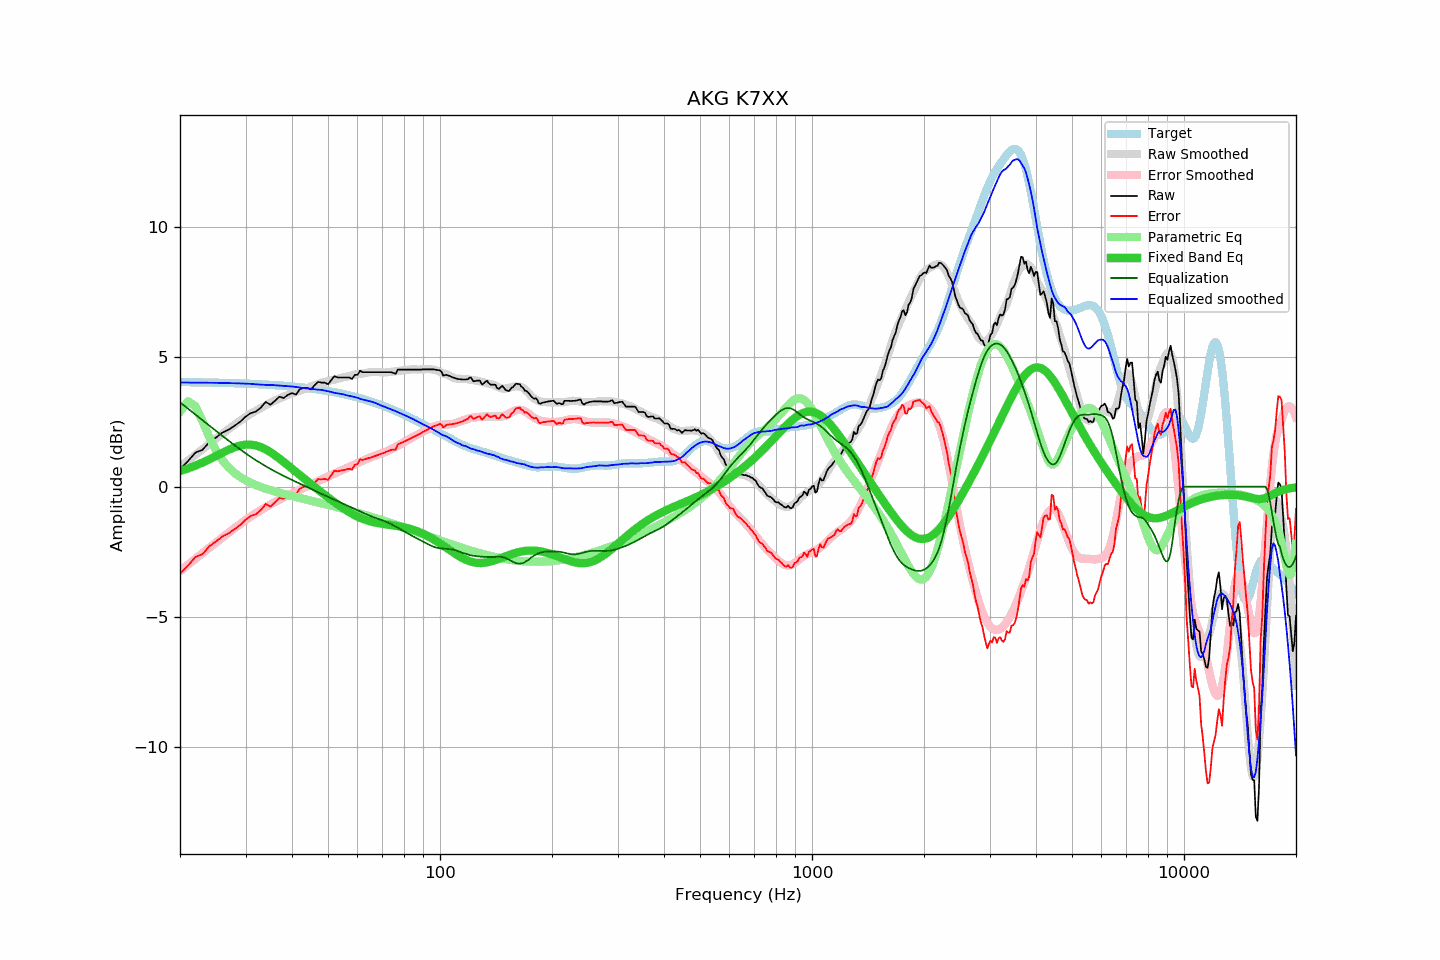 AKG K7XX
Target
Raw Smoothed
Error Smoothed
Raw
Error
Parametric Eq
Fixed Band Eq
Equalization
Equalized smoothed
Amplitude (dBr)
10
5
0
−5
−10
100
1000
10000
Frequency (Hz)